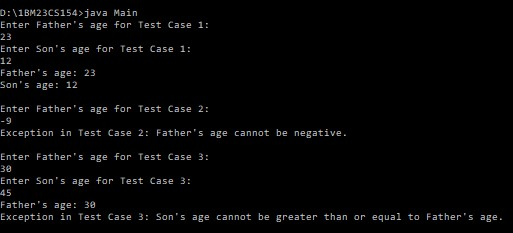 D:\1BM23CS154>java Main
Enter Father's age for Test Case 1:
23
Enter Son's age for Test Case 1:
12
Father's age: 23
Son's age: 12
Enter Father's age for Test Case 2:
-9
Exception in Test Case 2: Father's age cannot be negative.
Enter Father's age for Test Case 3:
30
Enter Son's age for Test Case 3:
45
Father's age: 30
Exception in Test Case 3: Son's age cannot be greater than or equal to Father's age.